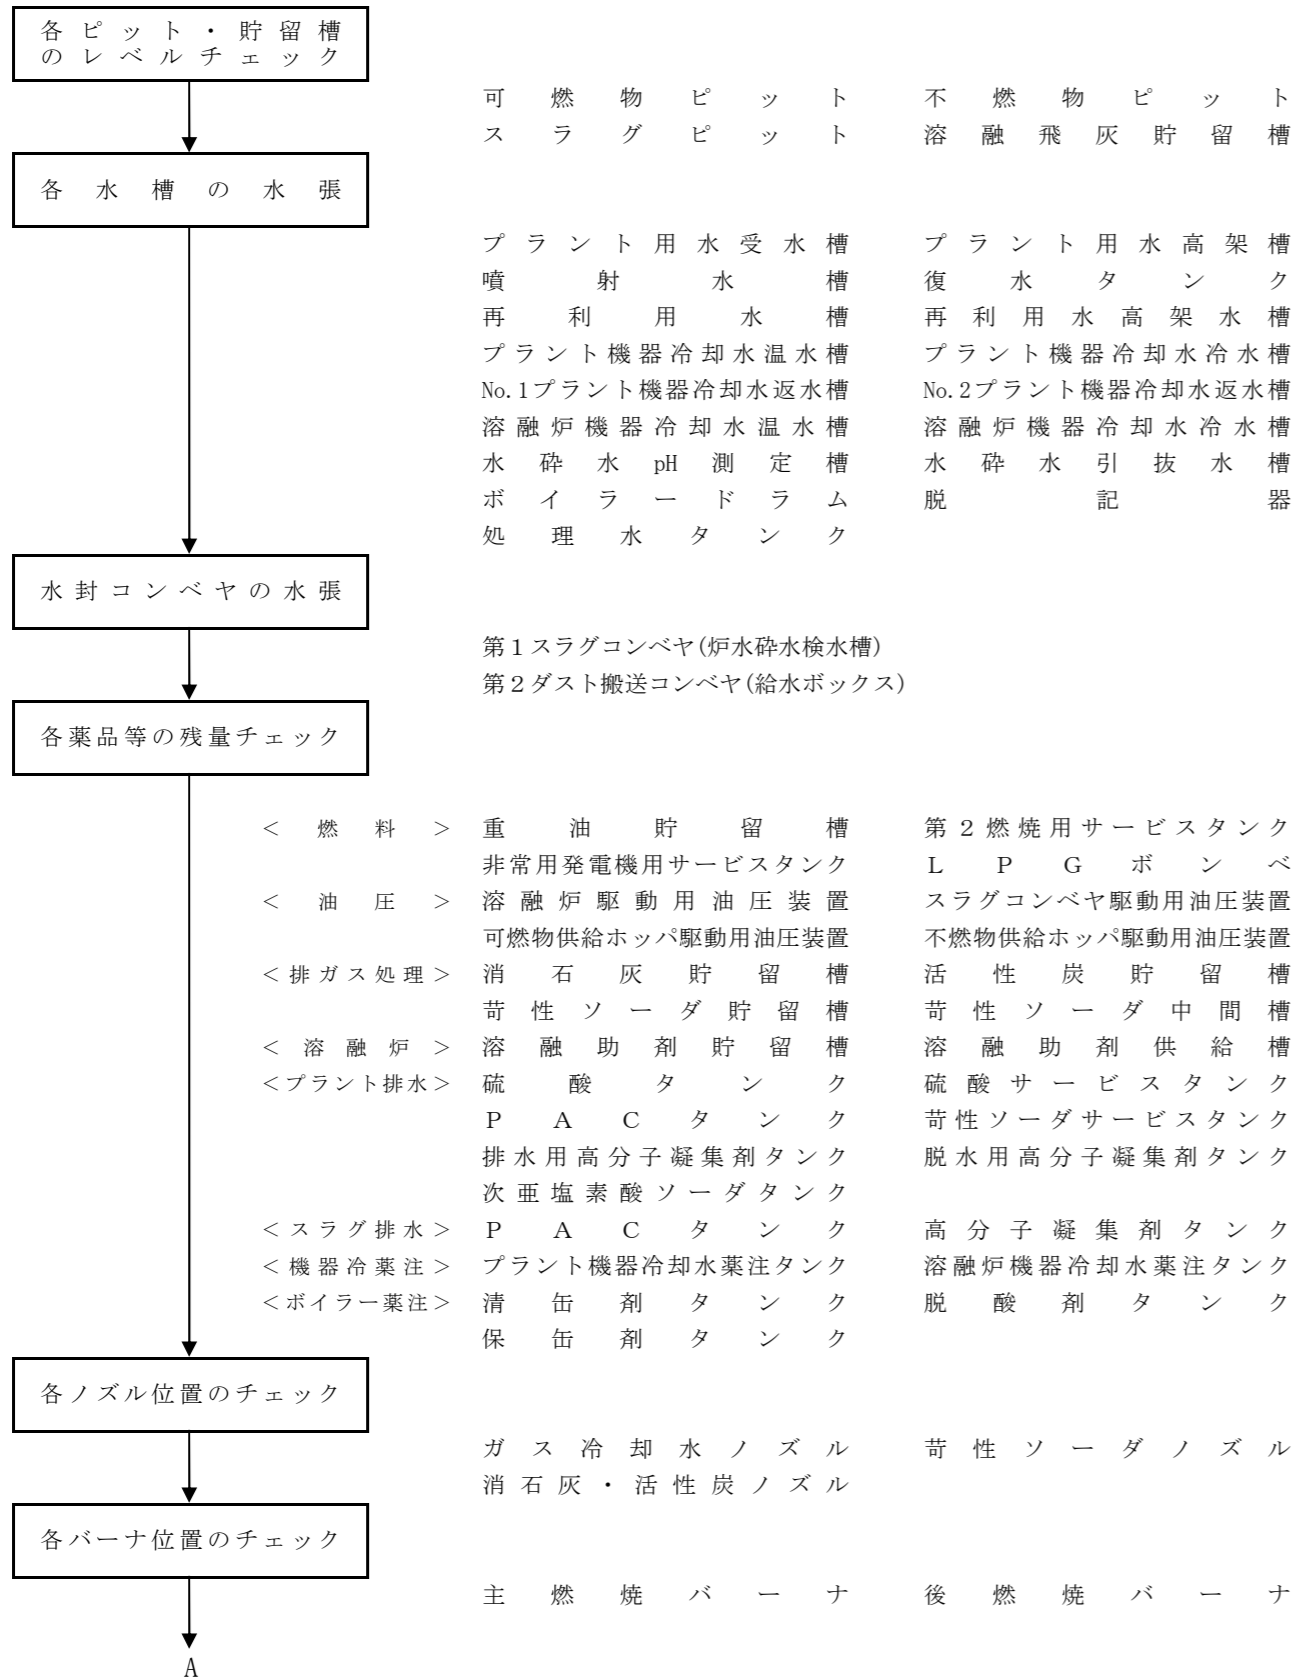 各ピット・貯留槽
のレベルチェック
可燃物ピット 不燃物ピット
スラグピット 溶融飛灰貯留槽
各水槽の水張
プラント用水受水槽 プラント用水高架槽
噴射水槽 復水タンク
再利用水槽 再利用水高架水槽
プラント機器冷却水温水槽 プラント機器冷却水冷水槽
No.1プラント機器冷却水返水槽 No.2プラント機器冷却水返水槽
溶融炉機器冷却水温水槽 溶融炉機器冷却水冷水槽
水砕水pH測定槽 水砕水引抜水槽
ボイラードラム 脱記器
処理水タンク
水封コンベヤの水張
第1スラグコンベヤ(炉水砕水検水槽)
第2ダスト搬送コンベヤ(給水ボックス)
各薬品等の残量チェック
<燃料> 重油貯留槽 第2燃焼用サービスタンク
非常用発電機用サービスタンク LPGボンベ
<油圧> 溶融炉駆動用油圧装置 スラグコンベヤ駆動用油圧装置
可燃物供給ホッパ駆動用油圧装置 不燃物供給ホッパ駆動用油圧装置
<排ガス処理> 消石灰貯留槽 活性炭貯留槽
苛性ソーダ貯留槽 苛性ソーダ中間槽
<溶融炉> 溶融助剤貯留槽 溶融助剤供給槽
<プラント排水> 硫酸タンク 硫酸サービスタンク
PACタンク 苛性ソーダサービスタンク
排水用高分子凝集剤タンク 脱水用高分子凝集剤タンク
次亜塩素酸ソーダタンク
<スラグ排水> PACタンク 高分子凝集剤タンク
<機器冷薬注> プラント機器冷却水薬注タンク 溶融炉機器冷却水薬注タンク
<ボイラー薬注> 清缶剤タンク 脱酸剤タンク
保缶剤タンク
各ノズル位置のチェック
ガス冷却水ノズル 苛性ソーダノズル
消石灰・活性炭ノズル
各バーナ位置のチェック
主燃焼バーナ 後燃焼バーナ
A